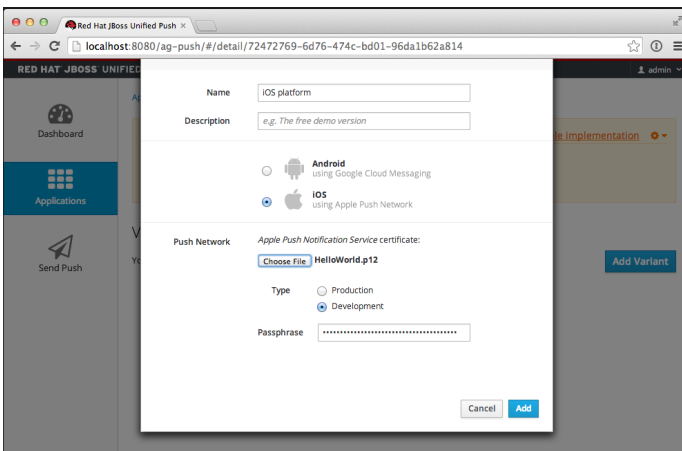 Red Hat JBoss Unified Push ×
localhost:8080/ag-push/#/detail/72472769-6d76-474c-bd01-96da1b62a814
RED HAT JBOSS UNIFIED
admin
Name
iOS platform
Description
e.g. The free demo version
Dashboard
implementation
Android
using Google Cloud Messaging
iOS
using Apple Push Network
Applications
Push Network
Apple Push Notification Service certificate:
Choose File HelloWorld.p12
Send Push
Add Variant
Type
Production
Development
Passphrase
Cancel
Add